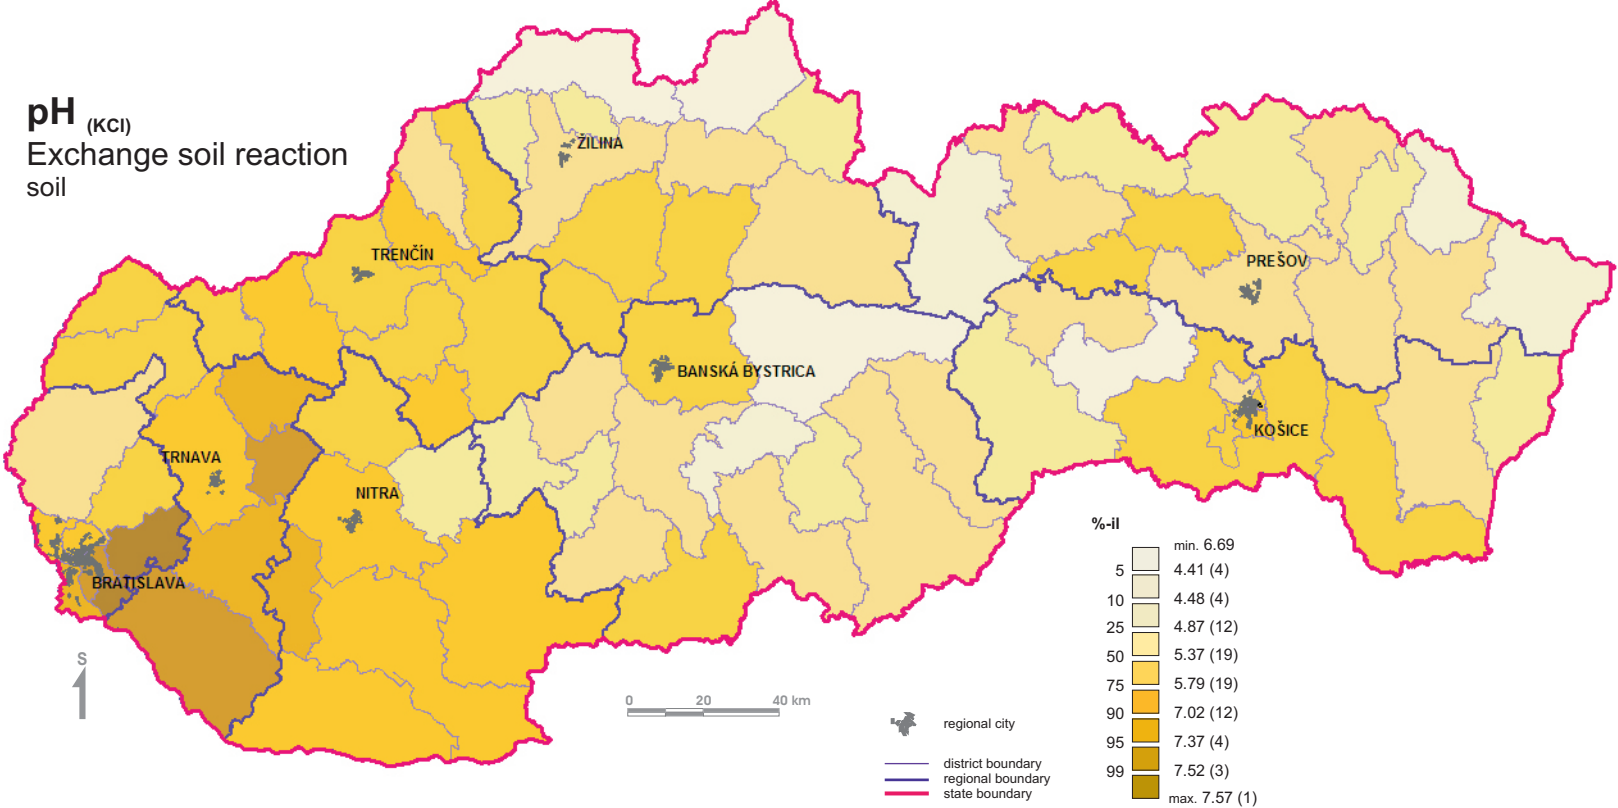 pH (KCl)
Exchange soil reaction
soil
ŽILINA
TRENČÍN
PREŠOV
BANSKÁ BYSTRICA
TRNAVA
KOŠICE
NITRA
BRATISLAVA
S
0 20 40 km
regional city
district boundary
regional boundary
state boundary
%-il
min. 6.69
5 4.41 (4)
10 4.48 (4)
25 4.87 (12)
50 5.37 (19)
75 5.79 (19)
90 7.02 (12)
95 7.37 (4)
99 7.52 (3)
max. 7.57 (1)